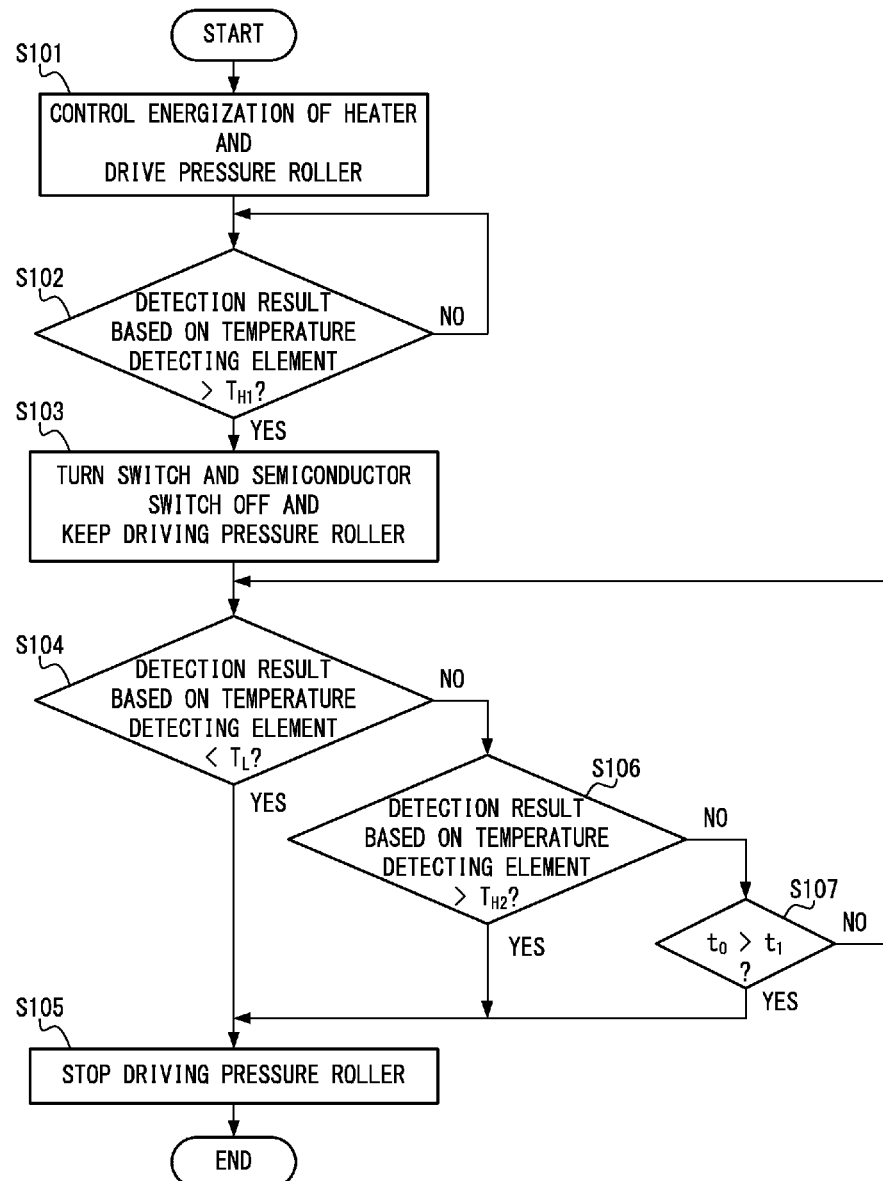 START
S101
CONTROL ENERGIZATION OF HEATER
AND
DRIVE PRESSURE ROLLER
S102
DETECTION RESULT
BASED ON TEMPERATURE
DETECTING ELEMENT
> TH1?
NO
YES
S103
TURN SWITCH AND SEMICONDUCTOR
SWITCH OFF AND
KEEP DRIVING PRESSURE ROLLER
S104
DETECTION RESULT
BASED ON TEMPERATURE
DETECTING ELEMENT
< TL?
NO
YES
S106
DETECTION RESULT
BASED ON TEMPERATURE
DETECTING ELEMENT
> TH2?
NO
YES
S107
t0 > t1
?
NO
YES
S105
STOP DRIVING PRESSURE ROLLER
END